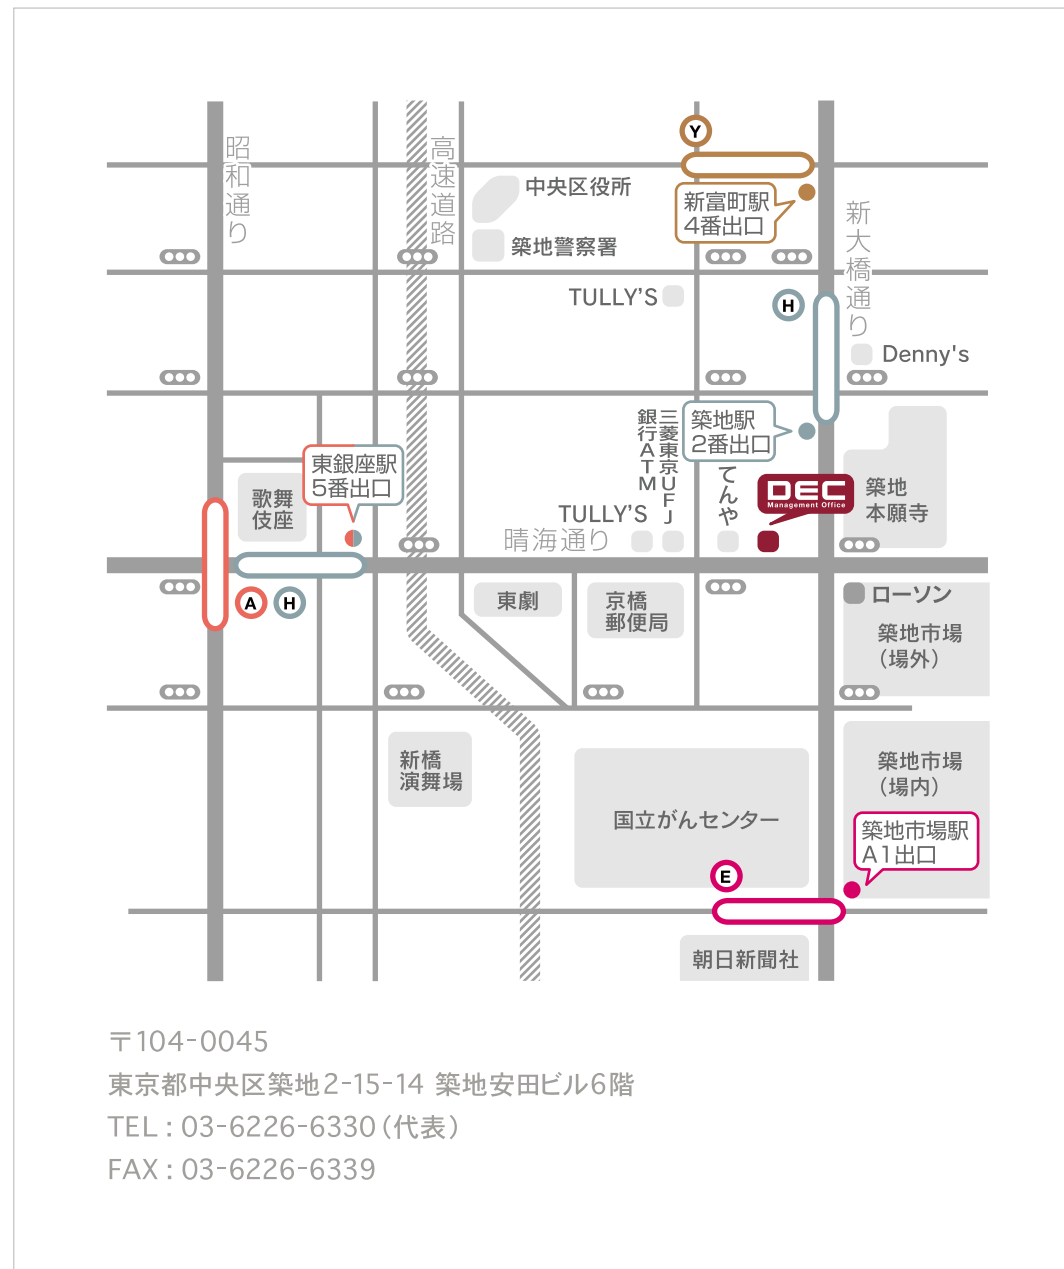 Y
昭和通り
高速道路
中央区役所
新富町駅
4番出口
新大橋通り
築地警察署
TULLY'S
H
Denny's
三菱東京UFJ
銀行ATM
築地駅
2番出口
東銀座駅
5番出口
てんや
DEC
Management Office
築地
本願寺
歌舞
伎座
TULLY'S
晴海通り
A
H
東劇
京橋
郵便局
ローソン
築地市場
(場外)
新橋
演舞場
築地市場
(場内)
国立がんセンター
築地市場駅
A1出口
E
朝日新聞社
〒104-0045
東京都中央区築地2-15-14 築地安田ビル6階
TEL : 03-6226-6330(代表)
FAX : 03-6226-6339